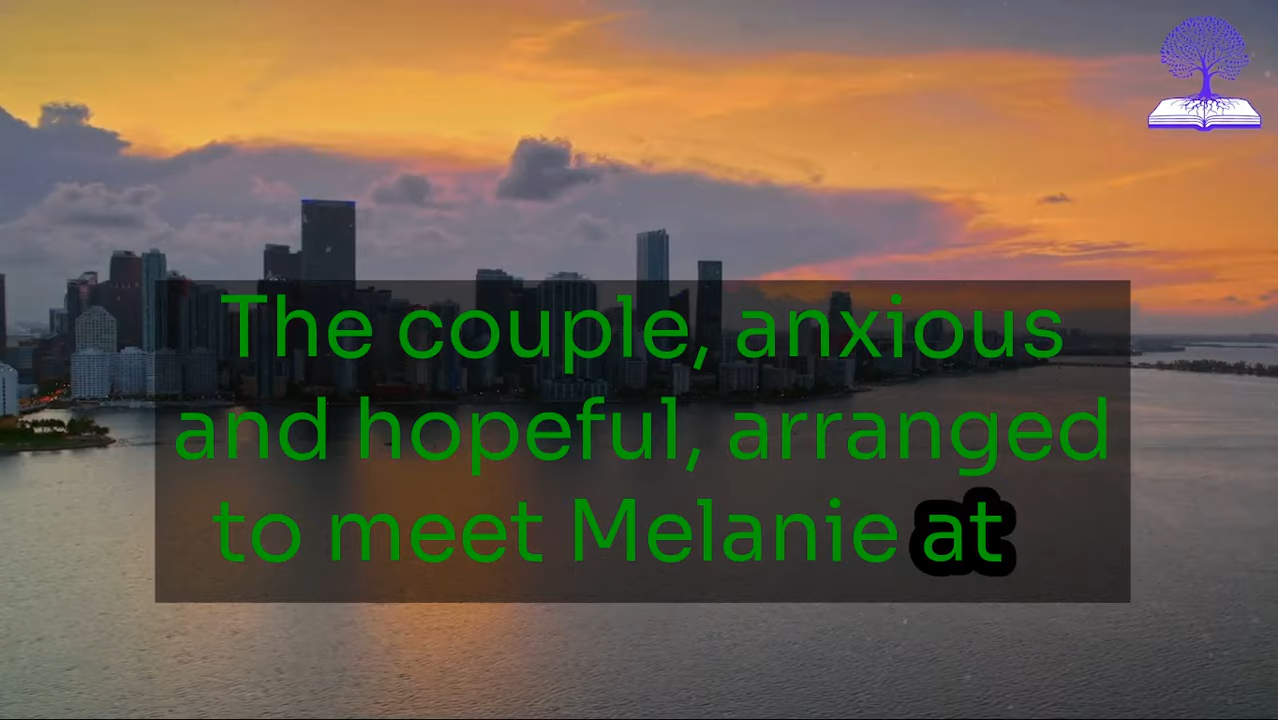 The couple, anxious
and hopeful, arranged
to meet Melanie at